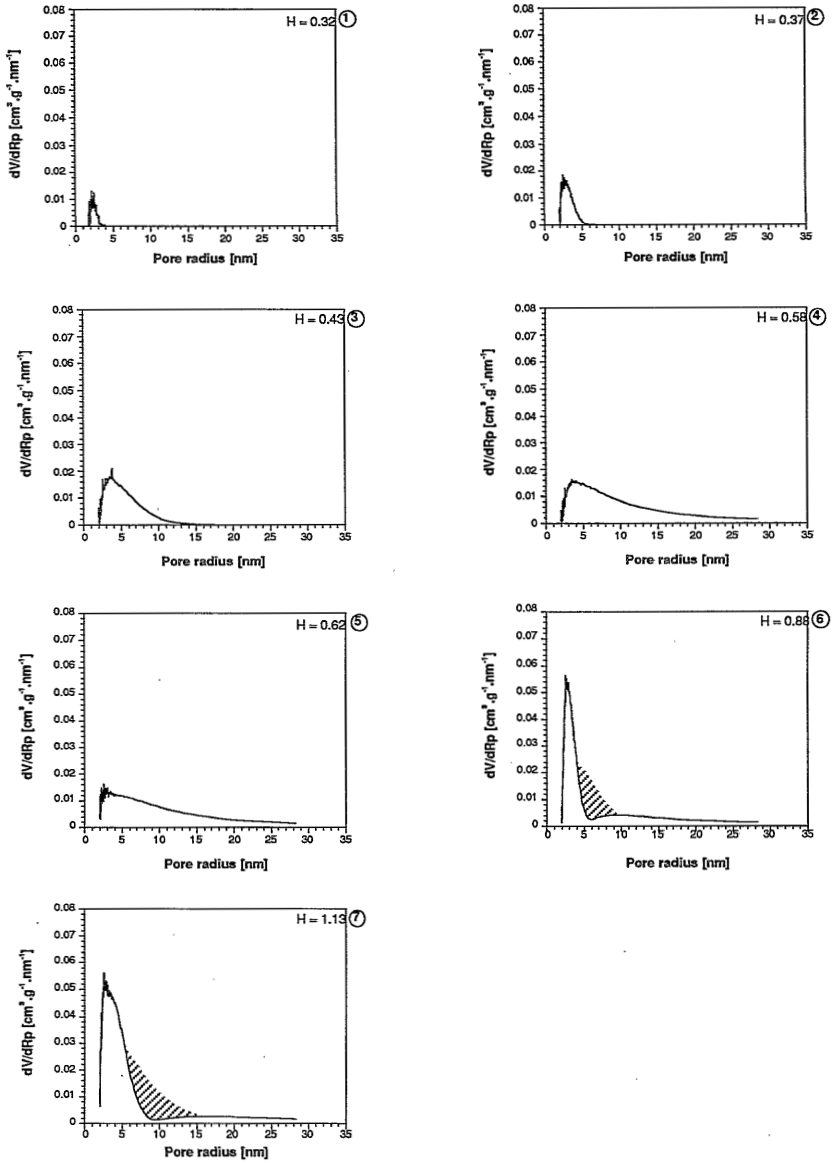 H = 0.32 ①
dV/dRp [cm³.g⁻¹.nm⁻¹]
0.08
0.07
0.06
0.05
0.04
0.03
0.02
0.01
0
0 5 10 15 20 25 30 35
Pore radius [nm]
H = 0.37 ②
dV/dRp [cm³.g⁻¹.nm⁻¹]
0.08
0.07
0.06
0.05
0.04
0.03
0.02
0.01
0
0 5 10 15 20 25 30 35
Pore radius [nm]
H = 0.43 ③
dV/dRp [cm³.g⁻¹.nm⁻¹]
0.08
0.07
0.06
0.05
0.04
0.03
0.02
0.01
0
0 5 10 15 20 25 30 35
Pore radius [nm]
H = 0.58 ④
dV/dRp [cm³.g⁻¹.nm⁻¹]
0.08
0.07
0.06
0.05
0.04
0.03
0.02
0.01
0
0 5 10 15 20 25 30 35
Pore radius [nm]
H = 0.62 ⑤
dV/dRp [cm³.g⁻¹.nm⁻¹]
0.08
0.07
0.06
0.05
0.04
0.03
0.02
0.01
0
0 5 10 15 20 25 30 35
Pore radius [nm]
H = 0.88 ⑥
dV/dRp [cm³.g⁻¹.nm⁻¹]
0.08
0.07
0.06
0.05
0.04
0.03
0.02
0.01
0
0 5 10 15 20 25 30 35
Pore radius [nm]
H = 1.13 ⑦
dV/dRp [cm³.g⁻¹.nm⁻¹]
0.08
0.07
0.06
0.05
0.04
0.03
0.02
0.01
0
0 5 10 15 20 25 30 35
Pore radius [nm]